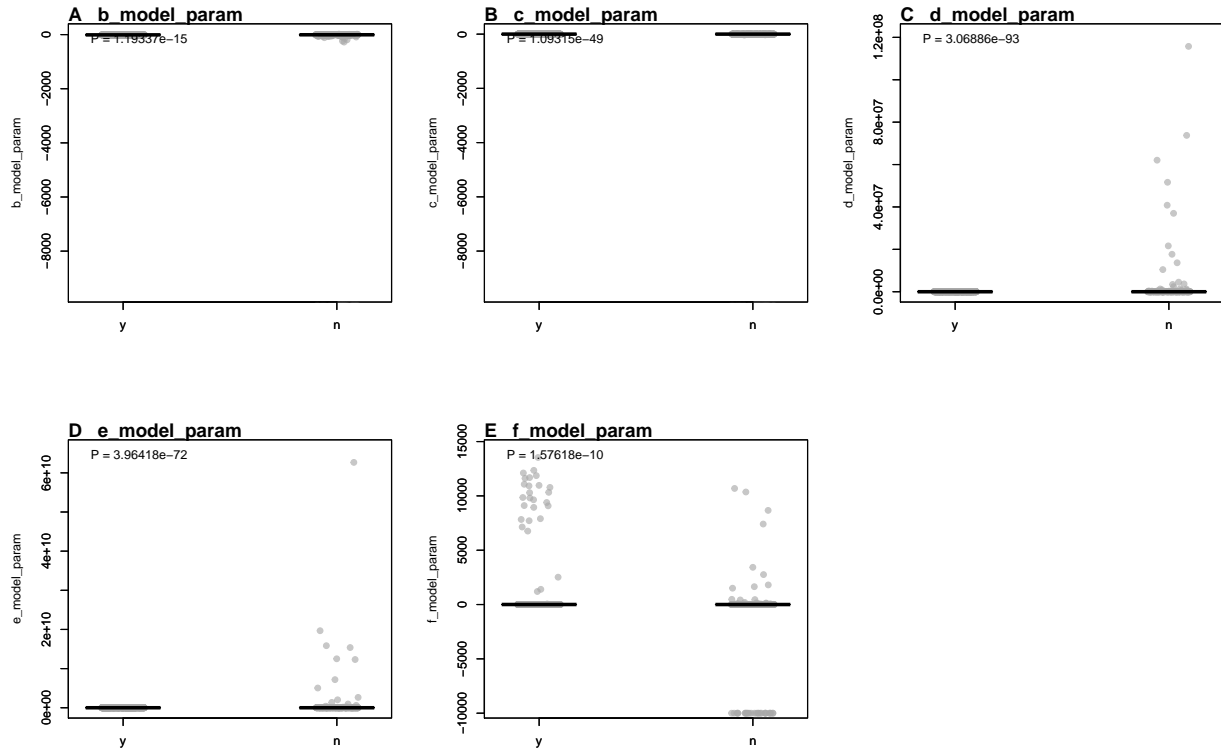 A b_model_param
P = 1.19337e−15
b_model_param
0
−2000
−4000
−6000
−8000
y n
B c_model_param
P = 1.09315e−49
c_model_param
0
−2000
−4000
−6000
−8000
y n
C d_model_param
P = 3.06886e−93
d_model_param
1.2e+08
8.0e+07
4.0e+07
0.0e+00
y n
D e_model_param
P = 3.96418e−72
e_model_param
6e+10
4e+10
2e+10
0e+00
y n
E f_model_param
P = 1.57618e−10
f_model_param
15000
10000
5000
0
−5000
−10000
y n